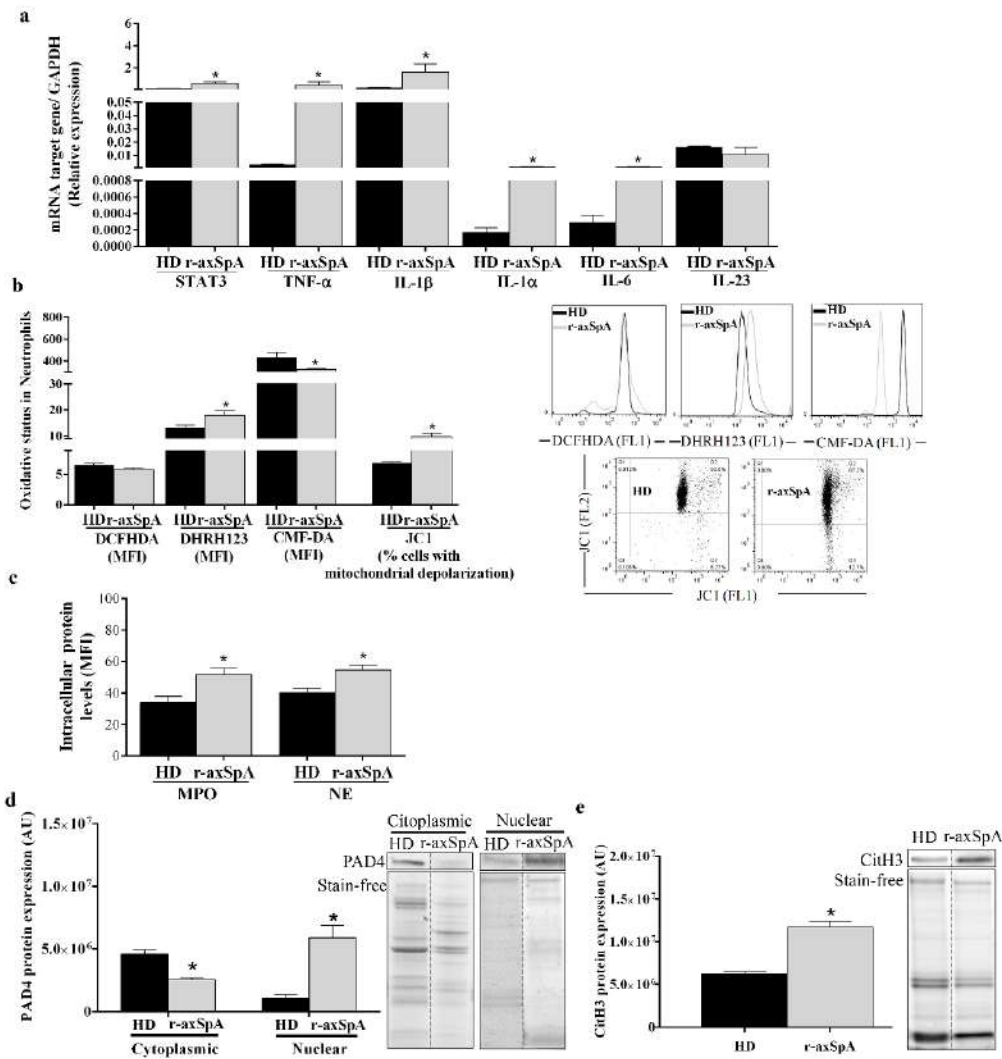 a
mRNA target gene/ GAPDH
(Relative expression)
6
4
2
0.05
0.04
0.03
0.02
0.01
0.0008
0.0006
0.0004
0.0002
0.0000
HD r-axSpA HD r-axSpA HD r-axSpA HD r-axSpA HD r-axSpA HD r-axSpA
STAT3 TNF-α IL-1β IL-1α IL-6 IL-23
* * * * *
b
Oxidative status in Neutrophils
800
600
400
30
20
10
5
0
* * *
HD r-axSpA HD r-axSpA HD r-axSpA HD r-axSpA
DCFHDA DHRH123 CMF-DA JC1
(MFI) (MFI) (MFI) (% cells with
mitochondrial depolarization)
HD HD HD
r-axSpA r-axSpA r-axSpA
DCFHDA (FL1) DHRH123 (FL1) CMF-DA (FL1)
JC1 (FL2)
HD r-axSpA
JC1 (FL1)
c
Intracellular protein
levels (MFI)
100
80
60
40
20
0
* *
HD r-axSpA HD r-axSpA
MPO NE
d
PAD4 protein expression (AU)
1.5×10⁷
1.0×10⁷
5.0×10⁶
0
* *
HD r-axSpA HD r-axSpA
Cytoplasmic Nuclear
Citoplasmic Nuclear
HD r-axSpA HD r-axSpA
PAD4
Stain-free
e
CitH3 protein expression (AU)
2.0×10⁷
1.5×10⁷
1.0×10⁷
5.0×10⁶
0
*
HD r-axSpA
HD r-axSpA
CitH3
Stain-free